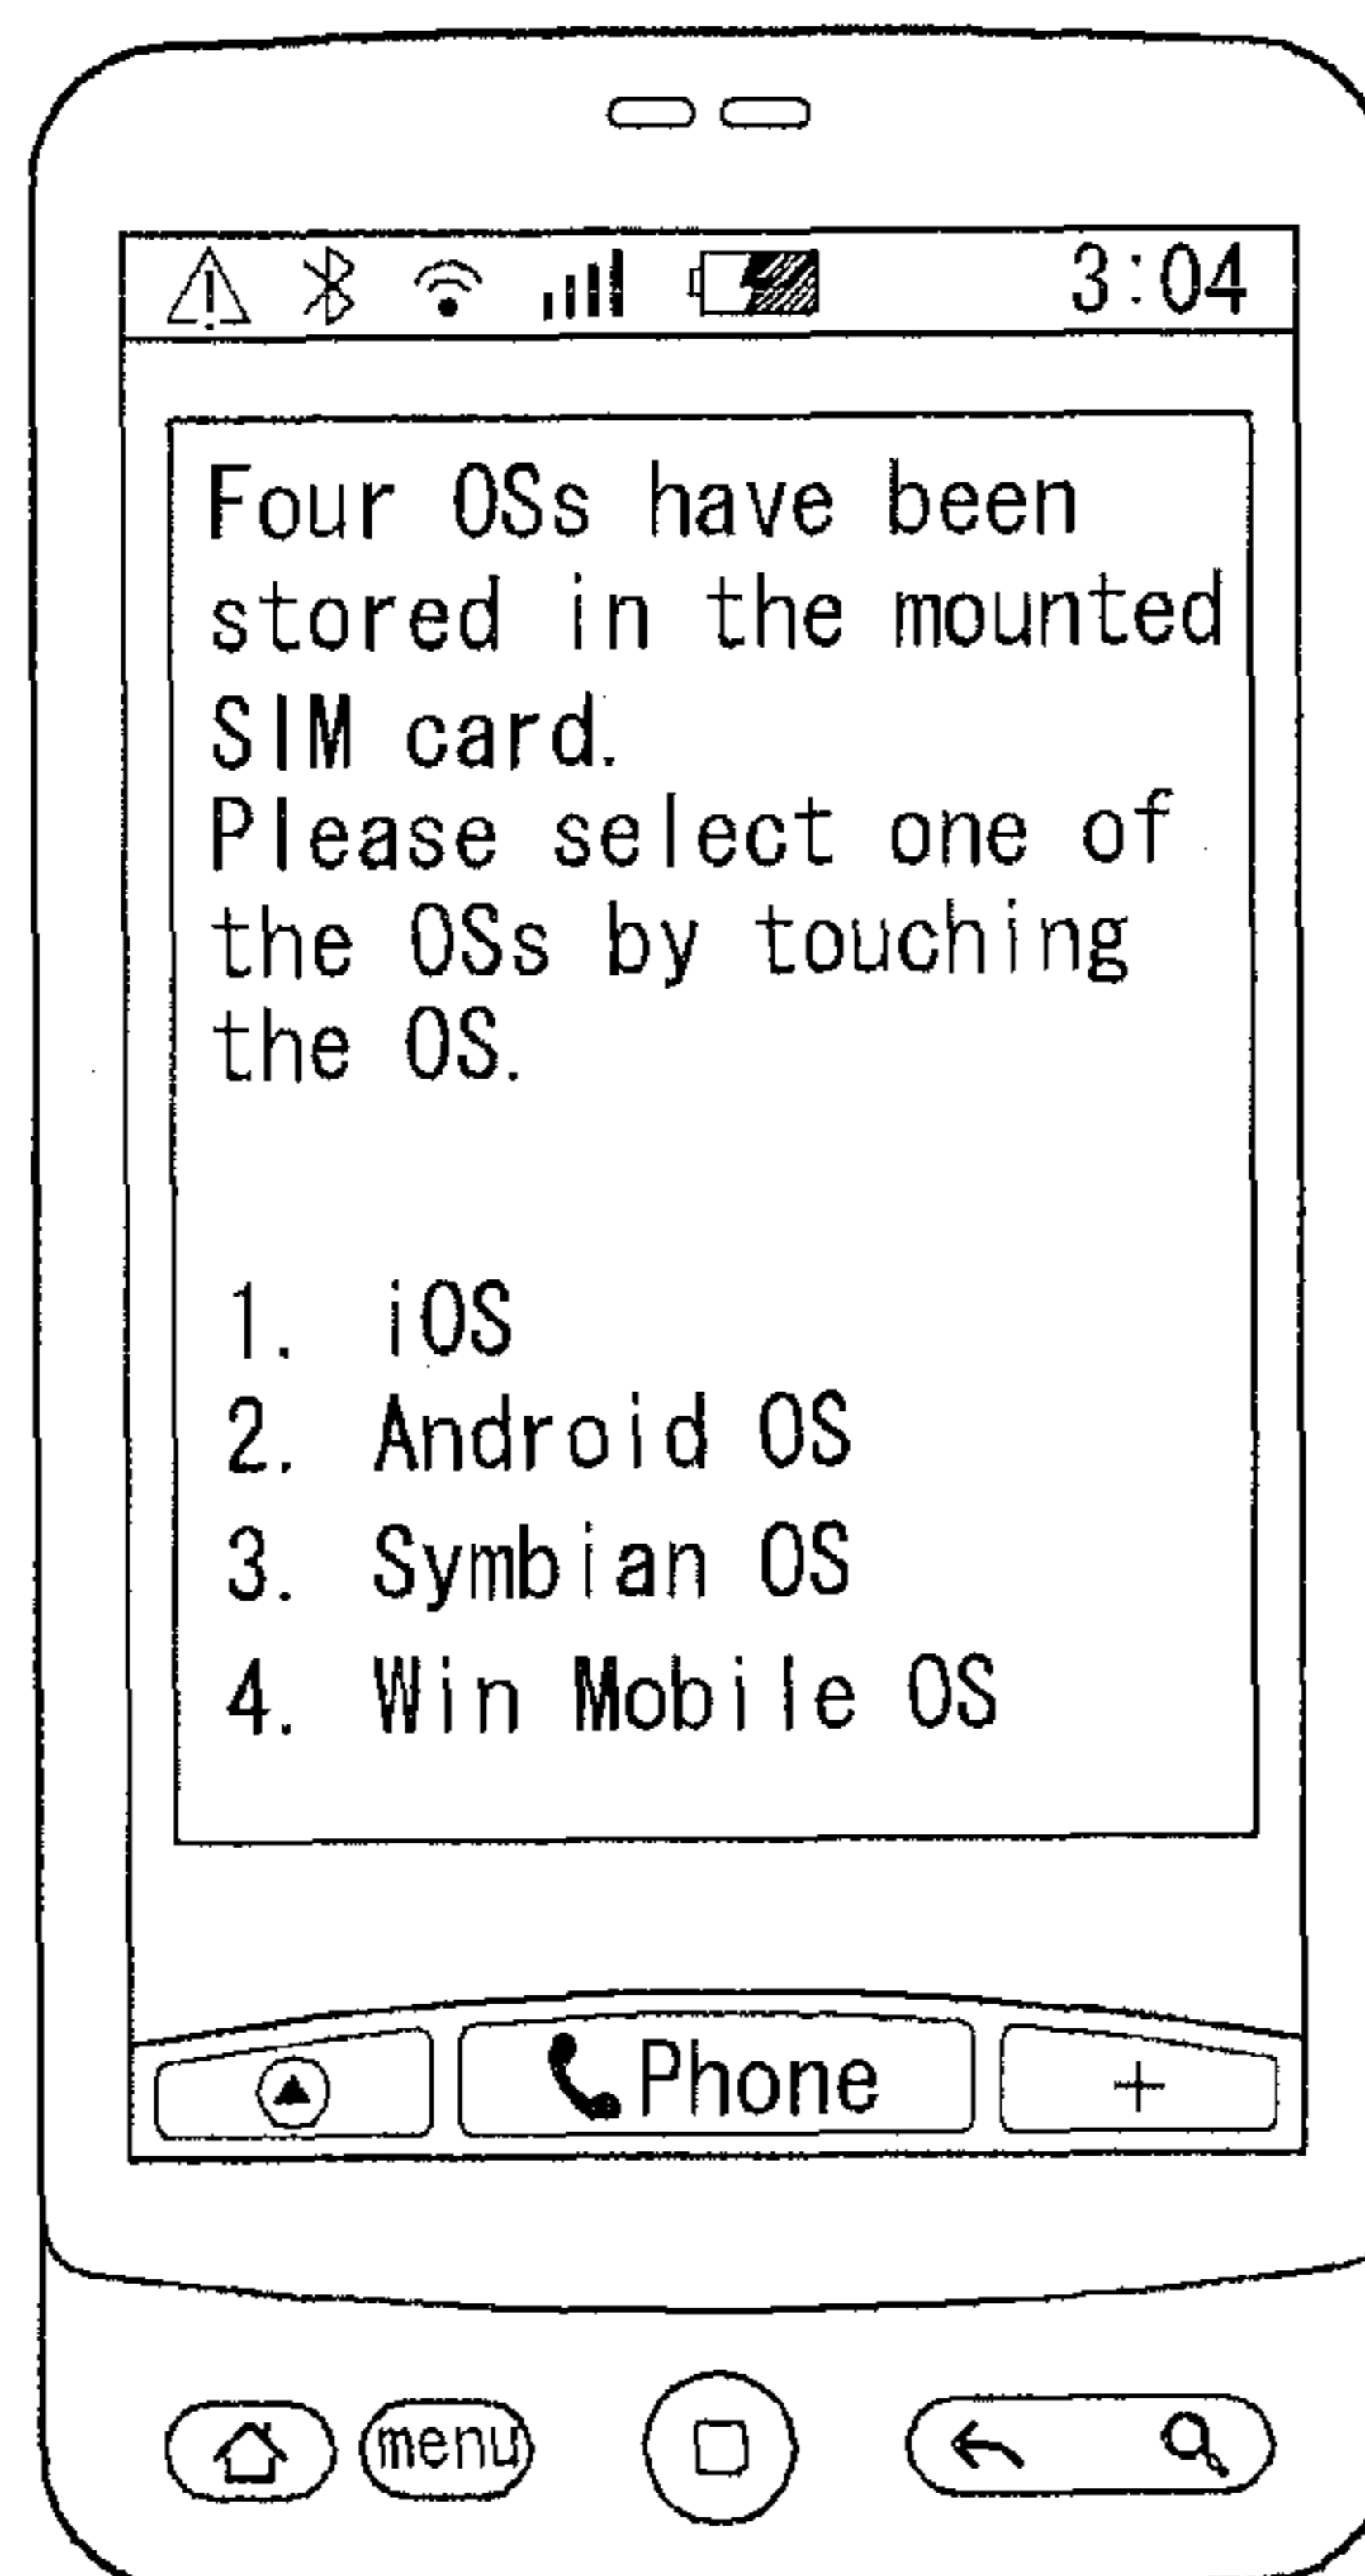 3:04
Four OSs have been
stored in the mounted
SIM card.
Please select one of
the OSs by touching
the OS.
1. iOS
2. Android OS
3. Symbian OS
4. Win Mobile OS
Phone
menu